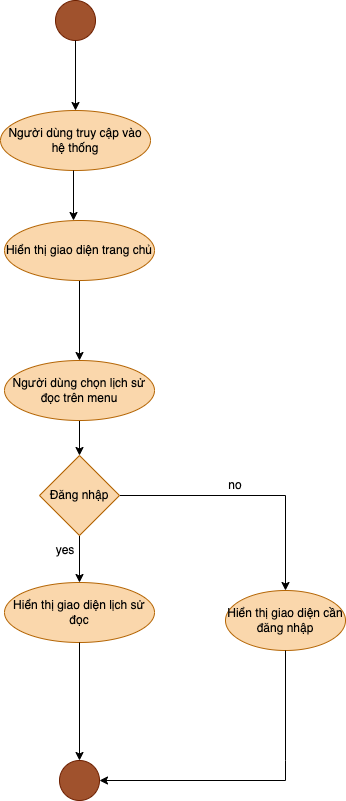 Người dùng truy cập vào
hệ thống
Hiển thị giao diện trang chủ
Người dùng chọn lịch sử
đọc trên menu
Đăng nhập
no
yes
Hiển thị giao diện lịch sử
đọc
Hiển thị giao diện cần
đăng nhập